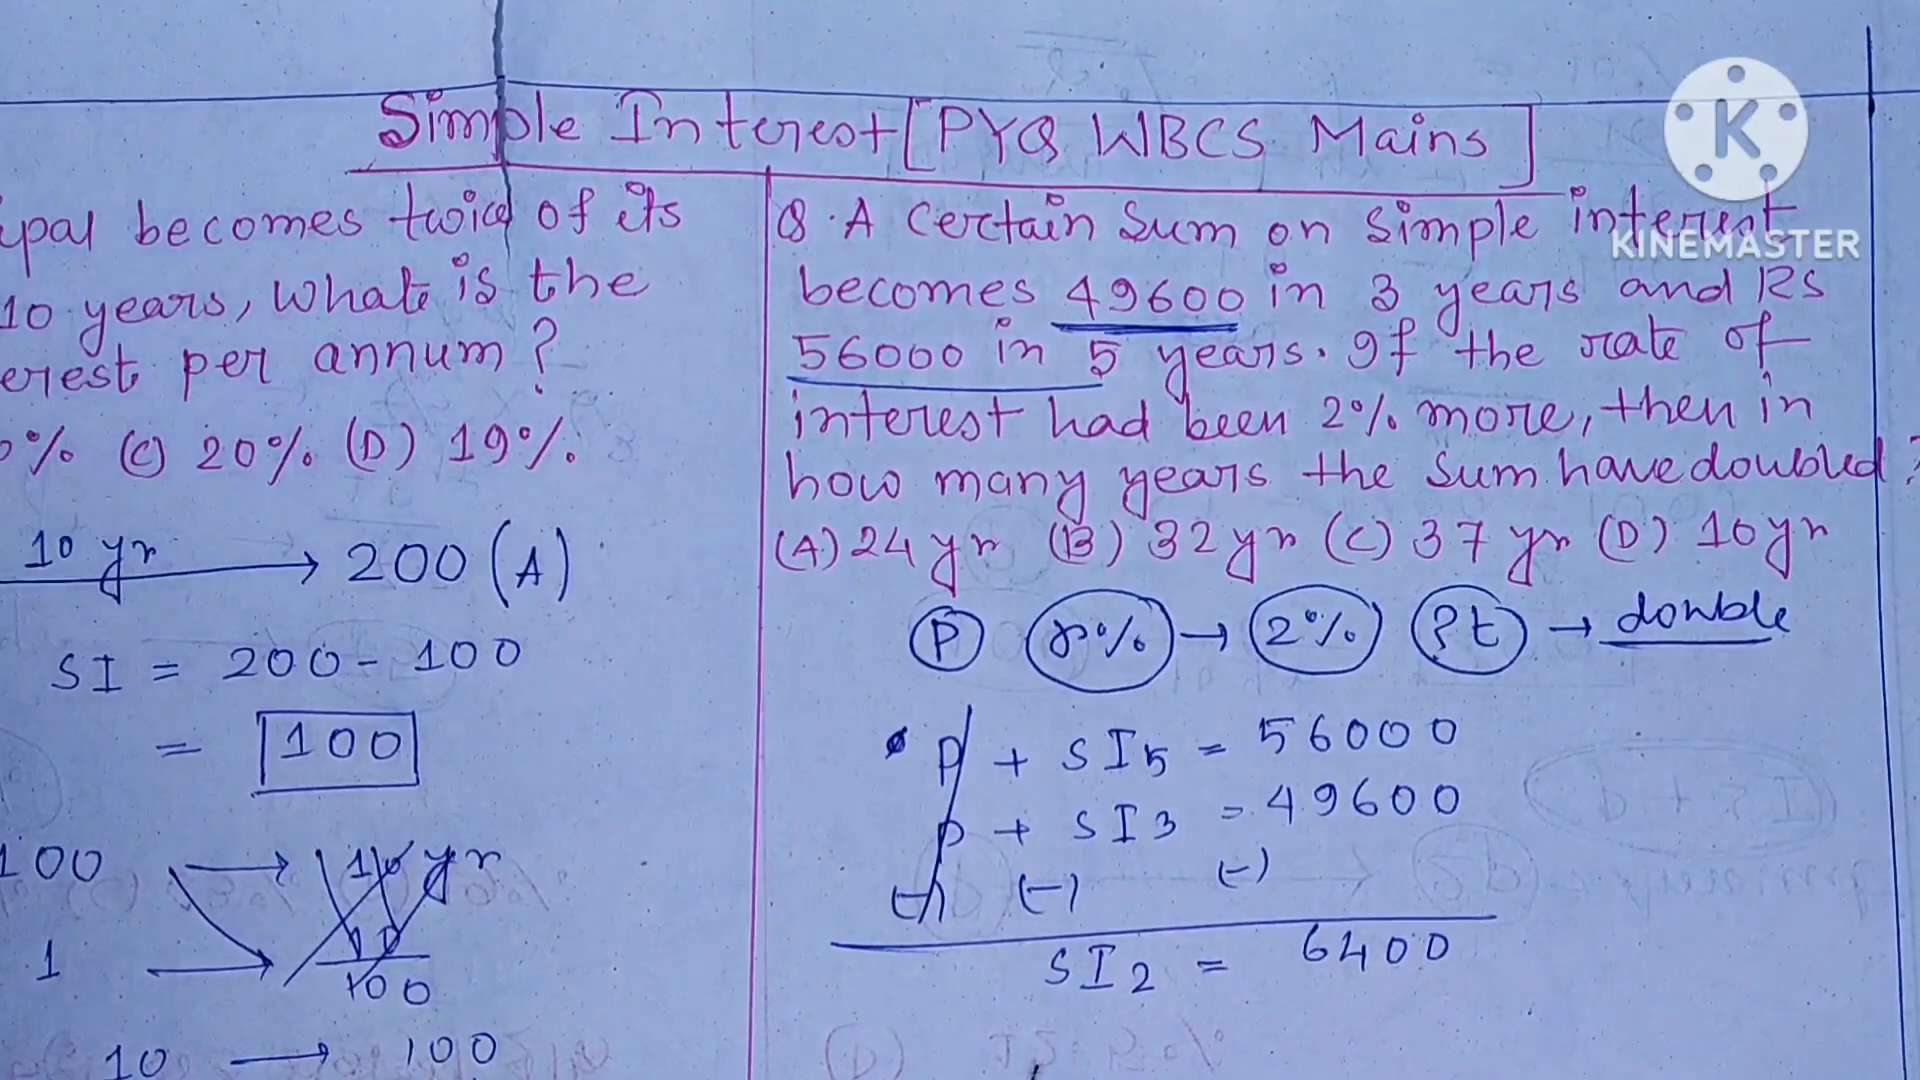 Simple Interest [PYQ WBCS Mains]
K
KINEMASTER
ipal becomes twice of its
10 years, what is the
erest per annum?
0% (C) 20% (D) 19%.
10 yr → 200 (A)
SI = 200 - 100
= 100
100 → 10 yr
1 → 10
100
10 → 100
Q. A certain sum on simple interest
becomes 49600 in 3 years and RS
56000 in 5 years. If the rate of
interest had been 2% more, then in
how many years the sum have doubled?
(A) 24 yr (B) 32 yr (C) 37 yr (D) 10 yr
P r% → 2% ?t → double
P + SI5 = 56000
P + SI3 = 49600
(-) (-) (-)
SI2 = 6400